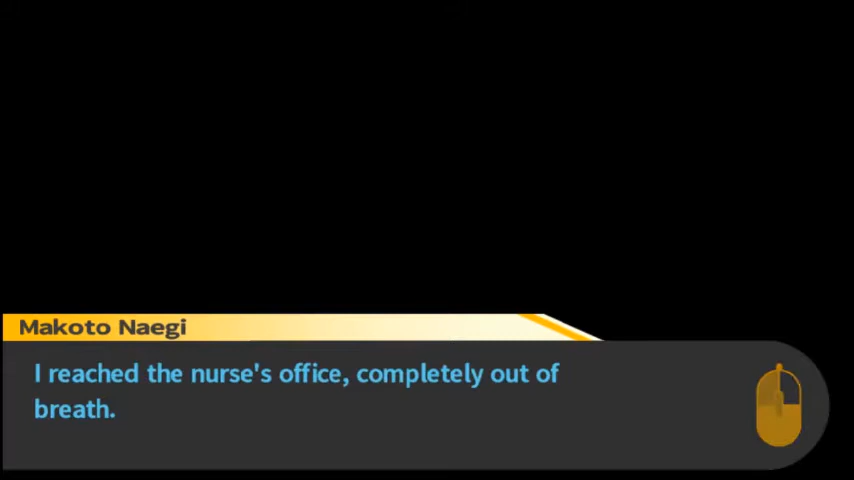 Makoto Naegi
I reached the nurse's office, completely out of
breath.